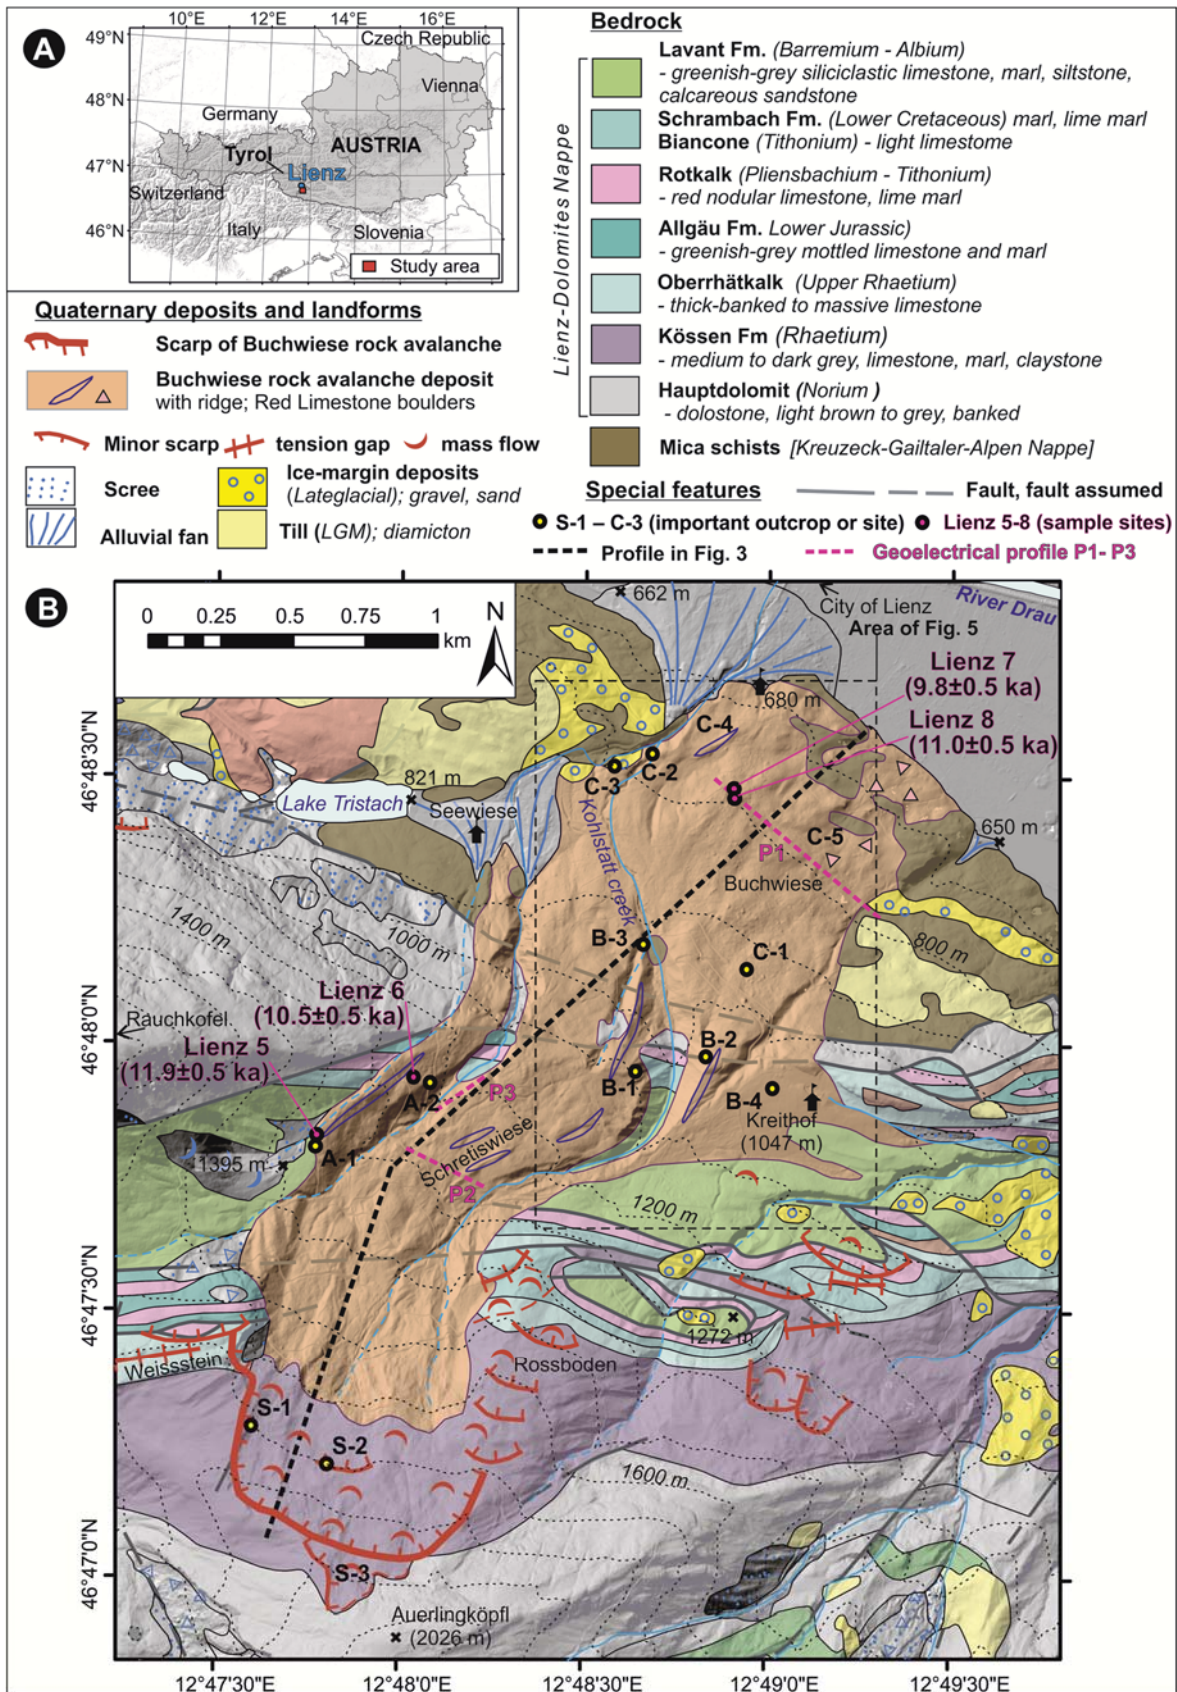 A
10°E 12°E 14°E 16°E
49°N
48°N
47°N
46°N
Czech Republic
Vienna
Germany
AUSTRIA
Tyrol
Lienz
Switzerland
Italy
Slovenia
Study area
Quaternary deposits and landforms
Scarp of Buchwiese rock avalanche
Buchwiese rock avalanche deposit
with ridge; Red Limestone boulders
Minor scarp
tension gap
mass flow
Scree
Ice-margin deposits
(Lateglacial); gravel, sand
Alluvial fan
Till (LGM); diamicton
Bedrock
Lienz-Dolomites Nappe
Lavant Fm. (Barremium - Albium)
- greenish-grey siliciclastic limestone, marl, siltstone,
calcareous sandstone
Schrambach Fm. (Lower Cretaceous) marl, lime marl
Biancone (Tithonium) - light limestome
Rotkalk (Pliensbachium - Tithonium)
- red nodular limestone, lime marl
Allgäu Fm. Lower Jurassic)
- greenish-grey mottled limestone and marl
Oberrhätkalk (Upper Rhaetium)
- thick-banked to massive limestone
Kössen Fm (Rhaetium)
- medium to dark grey, limestone, marl, claystone
Hauptdolomit (Norium )
- dolostone, light brown to grey, banked
Mica schists [Kreuzeck-Gailtaler-Alpen Nappe]
Special features
Fault, fault assumed
S-1 – C-3 (important outcrop or site)
Lienz 5-8 (sample sites)
Profile in Fig. 3
Geoelectrical profile P1- P3
B
0 0.25 0.5 0.75 1
km
N
662 m
City of Lienz
River Drau
Area of Fig. 5
Lienz 7
(9.8±0.5 ka)
680 m
C-4
Lienz 8
(11.0±0.5 ka)
46°48'30"N
C-2
C-3
821 m
Lake Tristach
Seewiese
Kohlstatt creek
650 m
C-5
P1
Buchwiese
1400 m
1000 m
B-3
800 m
C-1
Lienz 6
(10.5±0.5 ka)
46°48'0"N
Rauchkofel
Lienz 5
(11.9±0.5 ka)
B-2
B-1
A-2
P3
B-4
Kreithof
(1047 m)
A-1
1395 m
Schretiswiese
P2
1200 m
46°47'30"N
1272 m
Weissstein
Rossböden
S-1
S-2
1600 m
46°47'0"N
S-3
Auerlingköpfl
(2026 m)
12°47'30"E 12°48'0"E 12°48'30"E 12°49'0"E 12°49'30"E